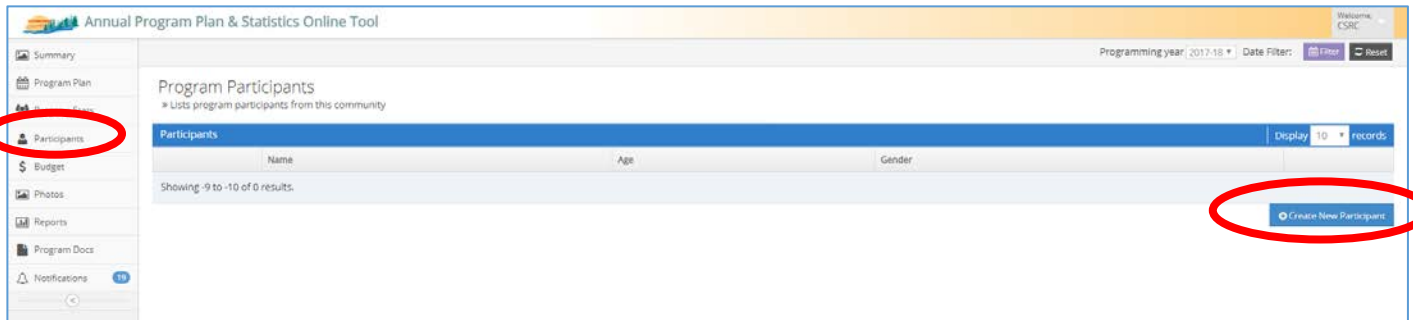 Annual Program Plan & Statistics Online Tool
Welcome,
CSRC
Programming year 2017-18 Date Filter: Filter Reset
Summary
Program Plan
Participants
Budget
Photos
Reports
Program Docs
Notifications 19
Program Participants
» Lists program participants from this community
Participants Display 10 records
Name Age Gender
Showing -9 to -10 of 0 results.
Create New Participant